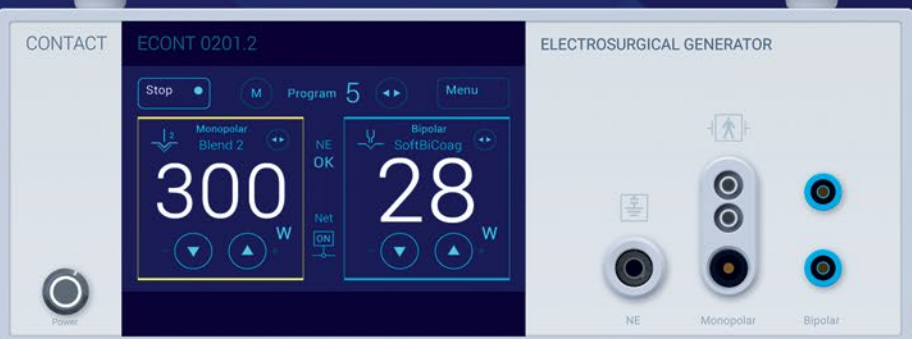 CONTACT
ECONT 0201.2
ELECTROSURGICAL GENERATOR
Stop
M
Program 5
Menu
2
Monopolar
Blend 2
300
W
NE
OK
Net
ON
Bipolar
SoftBiCoag
28
W
Power
NE
Monopolar
Bipolar